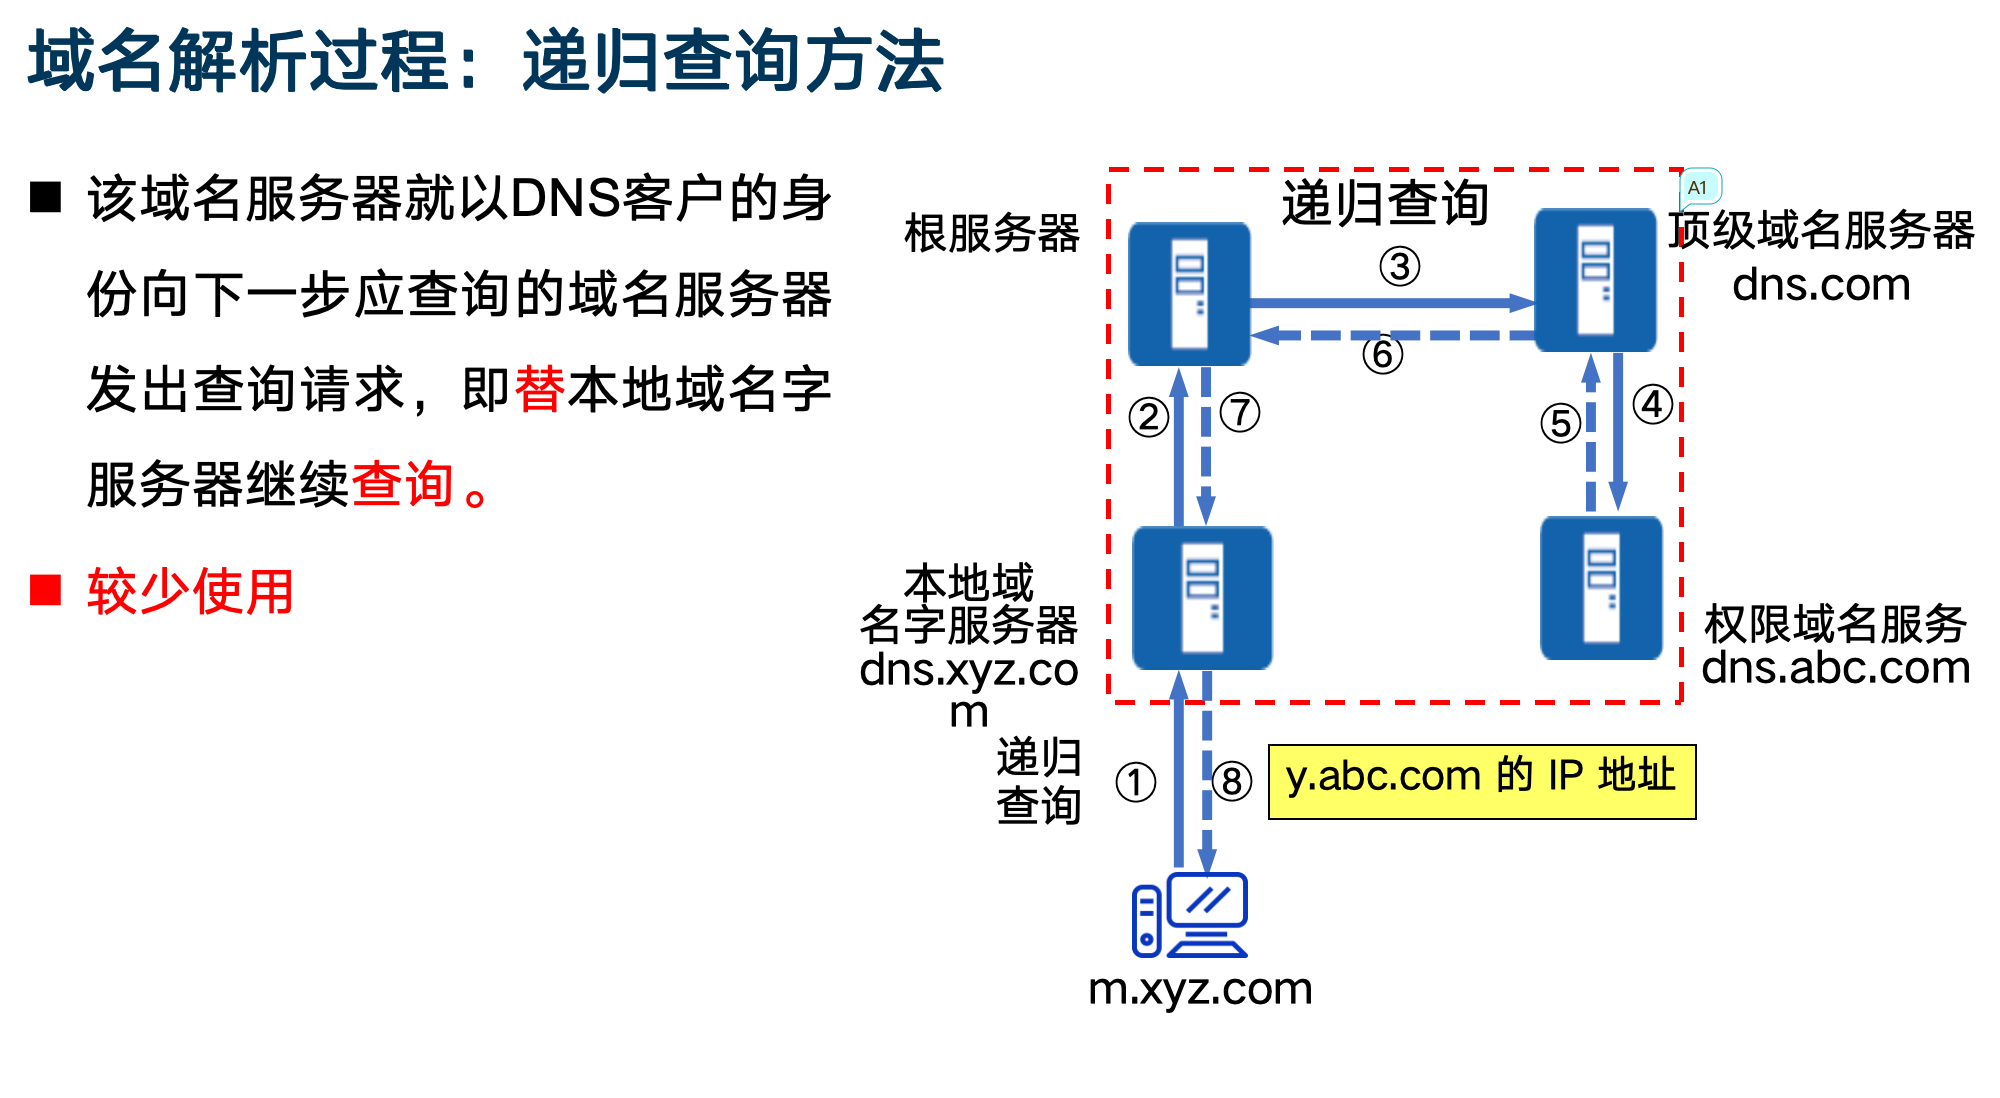 域名解析过程：递归查询方法
■ 该域名服务器就以DNS客户的身
份向下一步应查询的域名服务器
发出查询请求，即替本地域名字
服务器继续查询。
■ 较少使用
递归查询
A1
根服务器
顶级域名服务器
dns.com
③
⑥
②
⑦
⑤
④
本地域
名字服务器
dns.xyz.co
m
权限域名服务
dns.abc.com
递归
查询
①
⑧
y.abc.com 的 IP 地址
m.xyz.com